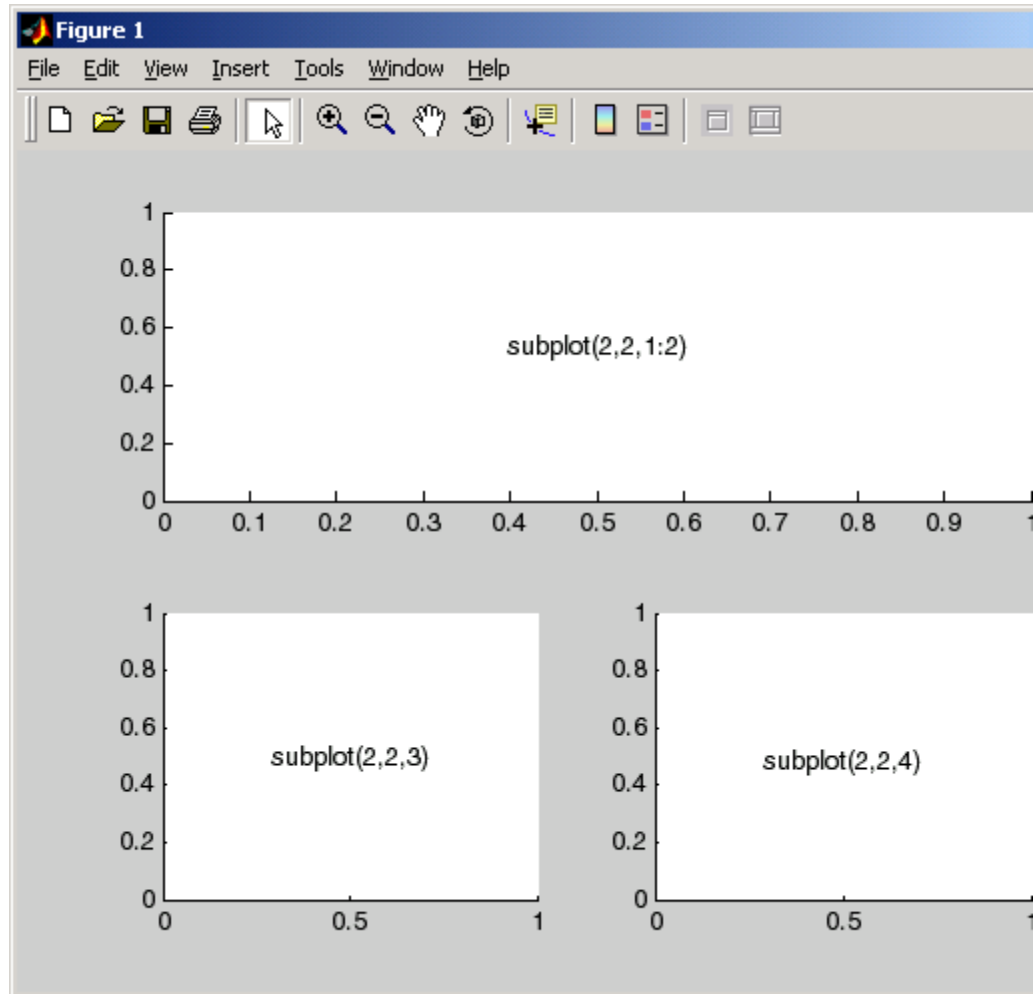 Figure 1
File Edit View Insert Tools Window Help
1
0.8
0.6
subplot(2,2,1:2)
0.4
0.2
0
0 0.1 0.2 0.3 0.4 0.5 0.6 0.7 0.8 0.9 1
1 1
0.8 0.8
0.6 0.6
subplot(2,2,3) subplot(2,2,4)
0.4 0.4
0.2 0.2
0 0
0 0.5 1 0 0.5 1